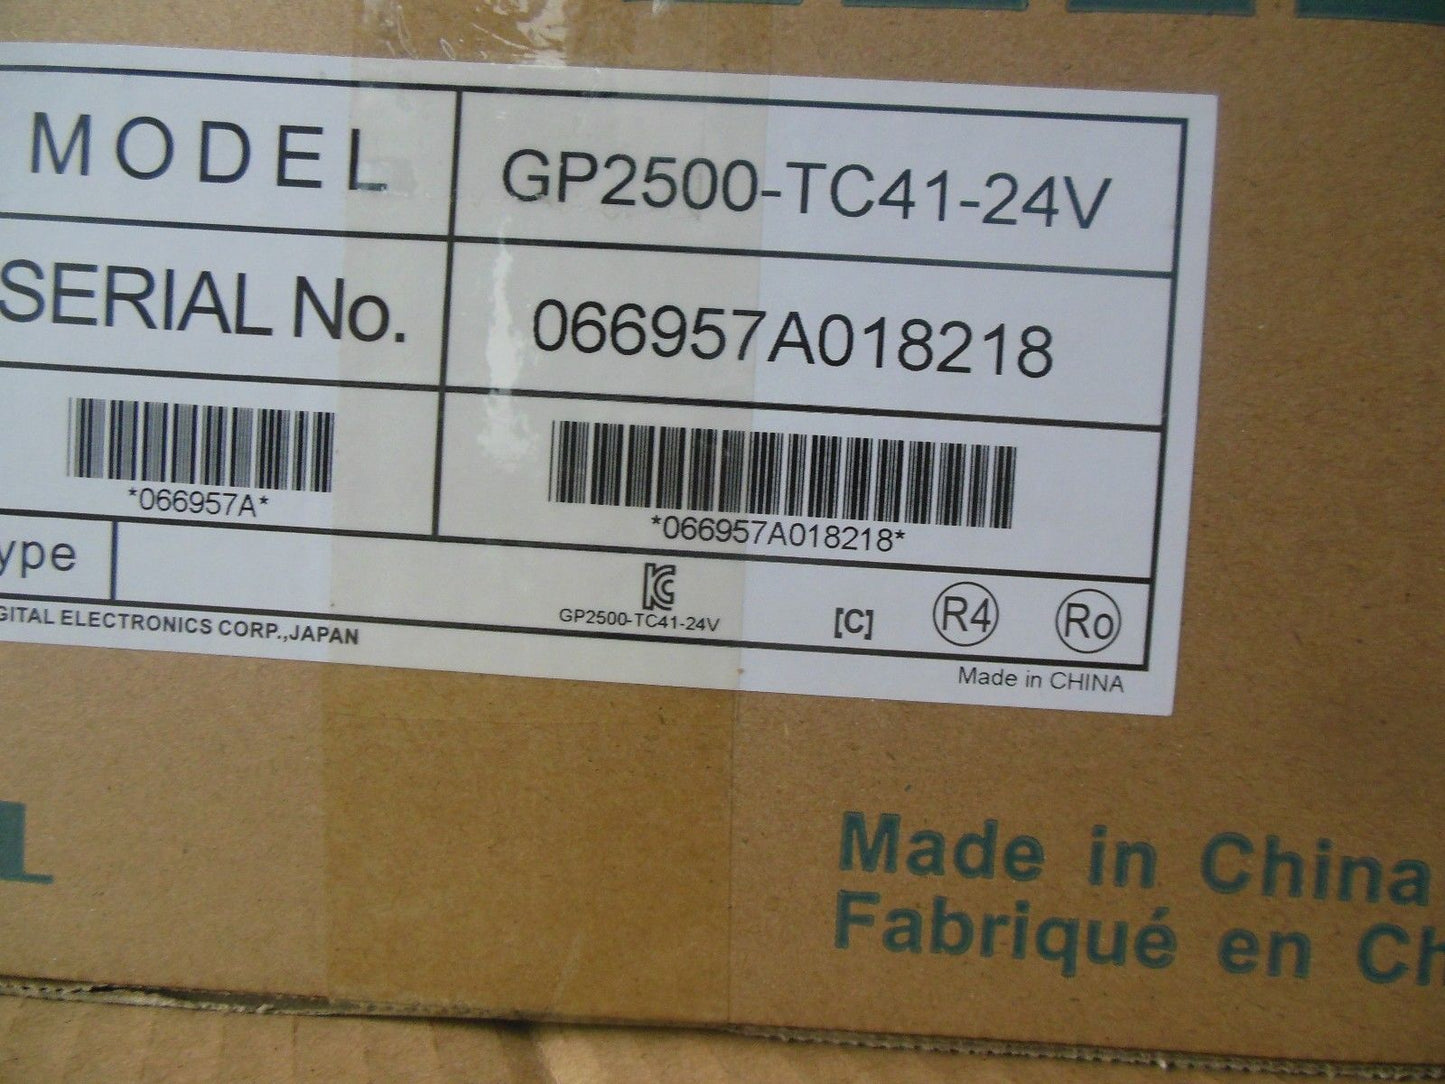 MODEL GP2500-TC41-24V
SERIAL No. 066957A018218
*066957A* *066957A018218*
ype
GP2500-TC41-24V [C] R4 Ro
GITAL ELECTRONICS CORP.,JAPAN
Made in CHINA
L
Made in China
Fabriqué en Ch